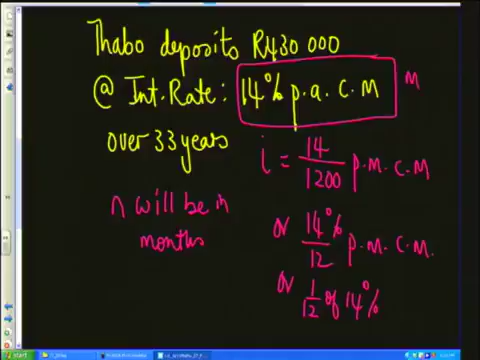 Thabo deposits R430 000
@ Int. Rate: 14% p.a. c. M M
over 33 years
i = 14/1200 p.m. c. M
n will be in
months
or 14%/12 p.m. c. M.
or 1/12 of 14%
start